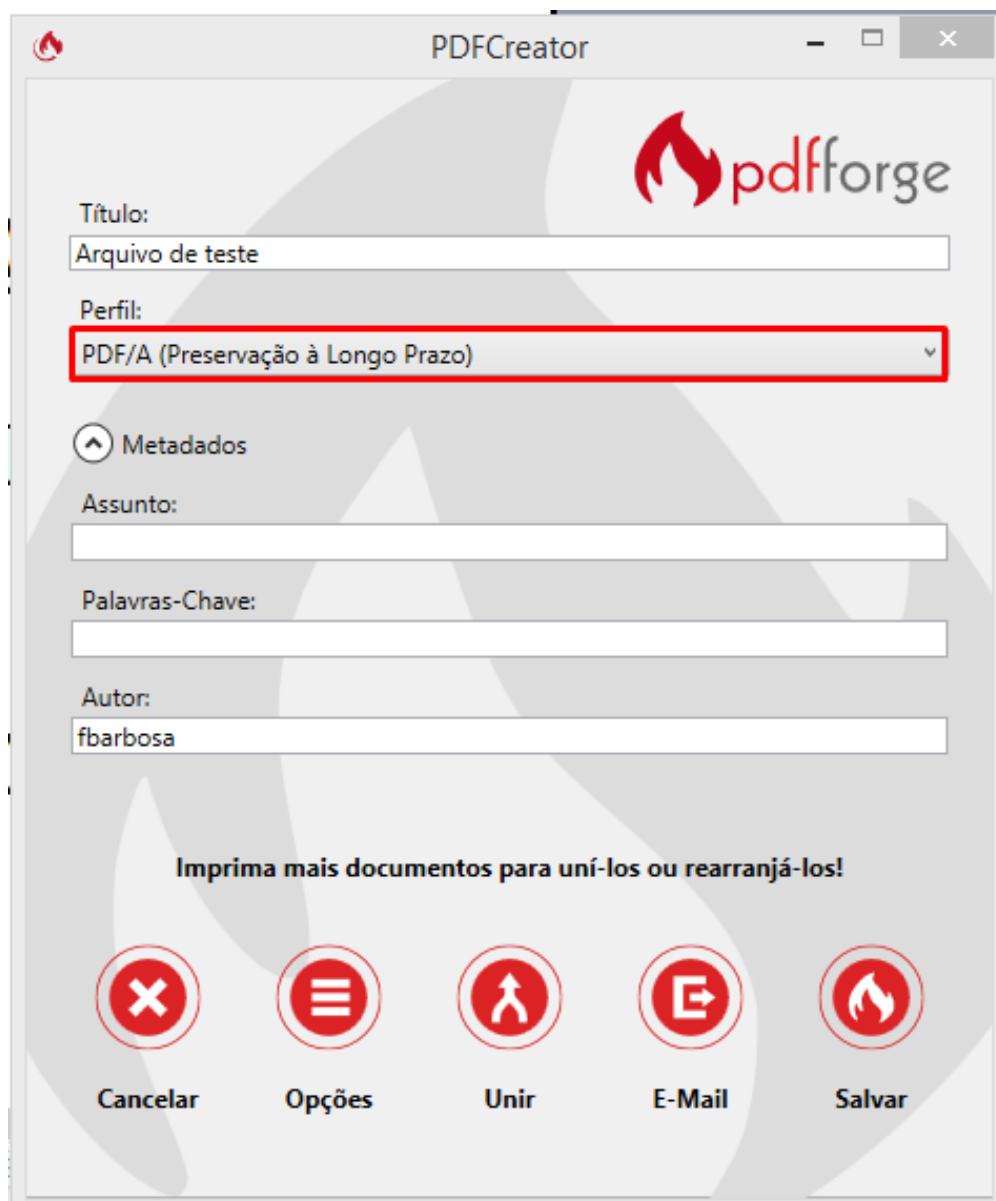 PDFCreator
pdfforge
Título:
Arquivo de teste
Perfil:
PDF/A (Preservação à Longo Prazo)
Metadados
Assunto:
Palavras-Chave:
Autor:
fbarbosa
Imprima mais documentos para uní-los ou rearranjá-los!
Cancelar Opções Unir E-Mail Salvar